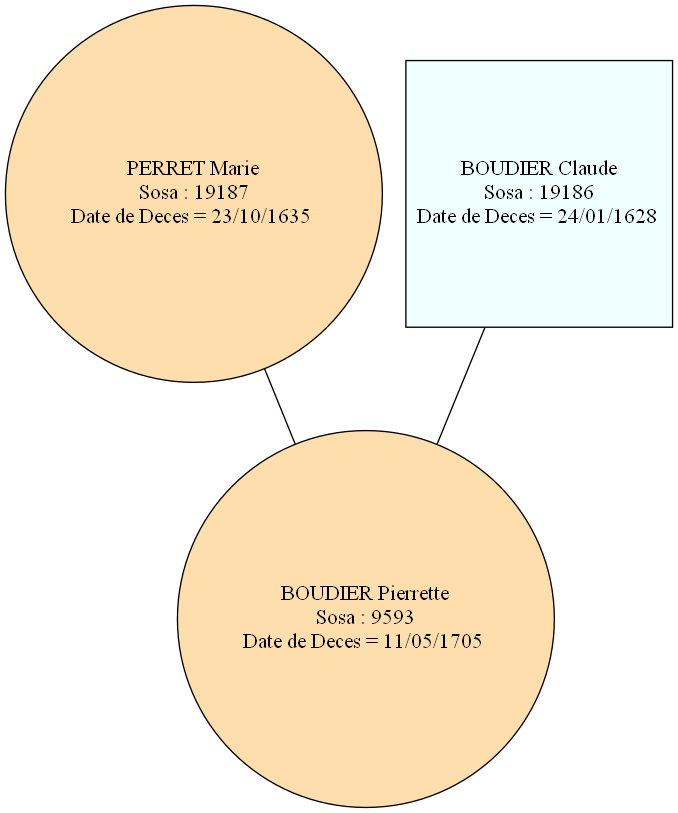 PERRET Marie
Sosa : 19187
Date de Deces = 23/10/1635
BOUDIER Claude
Sosa : 19186
Date de Deces = 24/01/1628
BOUDIER Pierrette
Sosa : 9593
Date de Deces = 11/05/1705